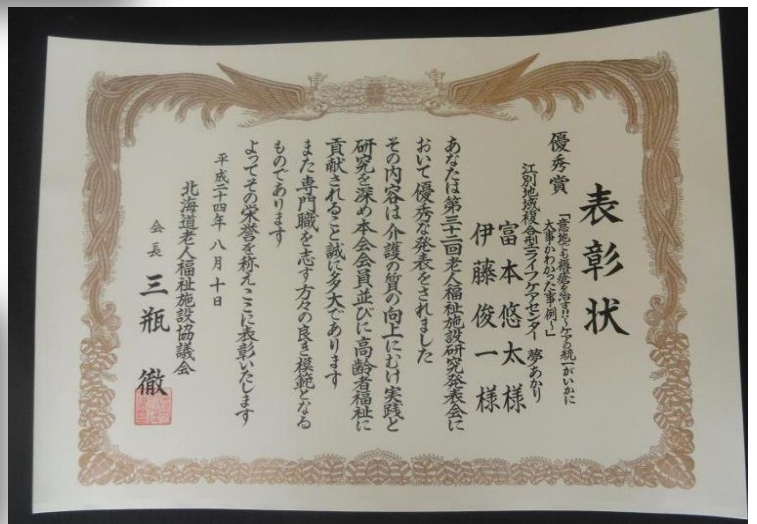 表彰状
優秀賞
「意地でも褥瘡を治す!!～ケアの統一がいかに
大事かわかった事例～」
江別地域複合型ライフケアセンター 夢あかり
富本悠太様
伊藤俊一様
あなたは第三十二回老人福祉施設研究発表会に
おいて優秀な発表をされました
その内容は介護の質の向上にむけ実践と
研究を深め本会会員並びに高齢者福祉に
貢献されること誠に多大であります
また専門職を志す方々の良き模範となる
ものであります
よってその栄誉を称えここに表彰いたします
平成二十四年 八月十日
北海道老人福祉施設協議会
会長 三瓶徹